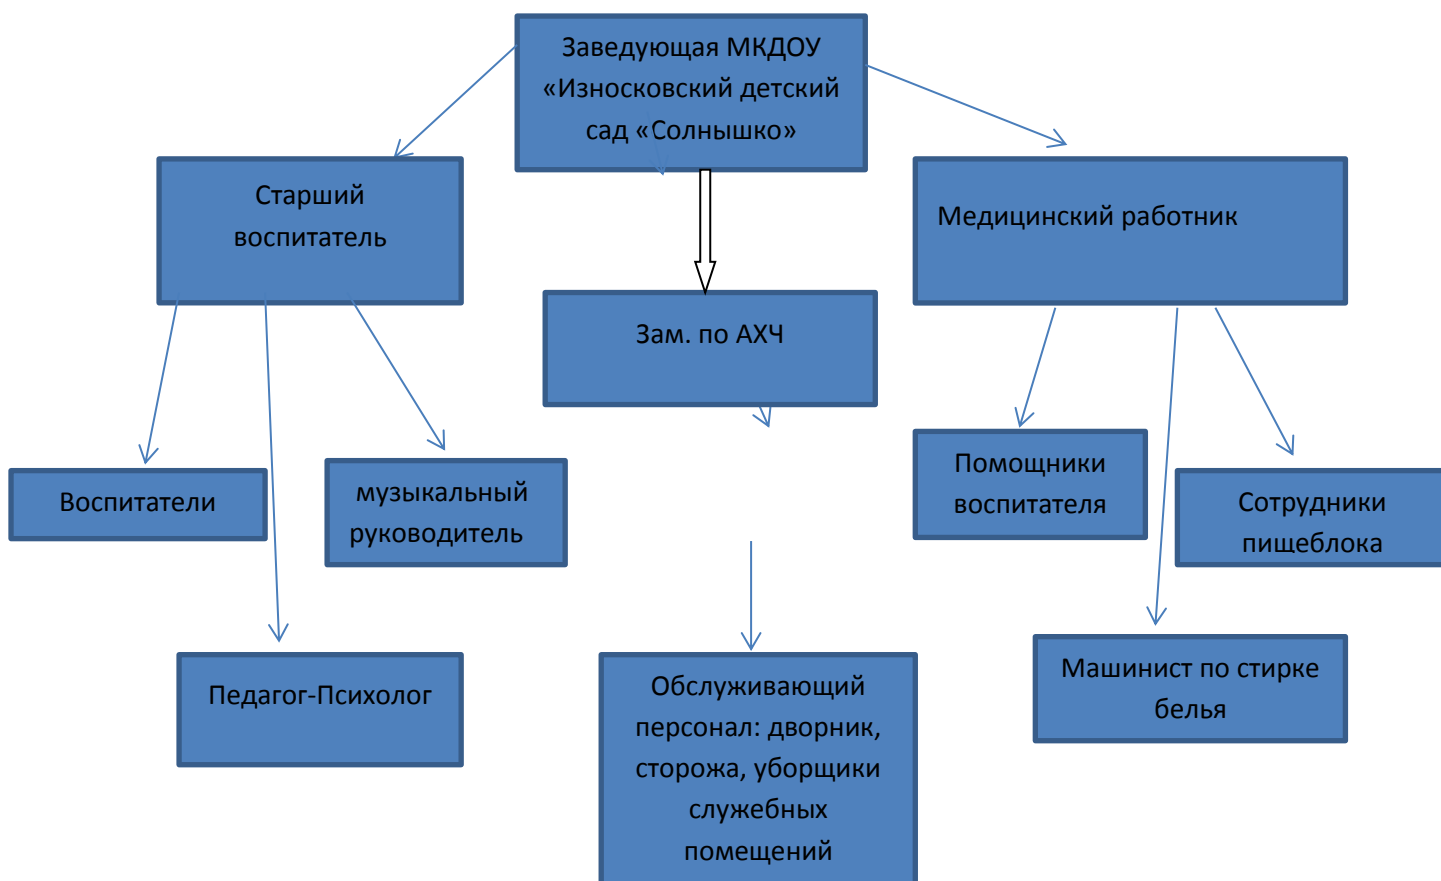 Заведующая МКДОУ
«Износковский детский
сад «Солнышко»
Старший
воспитатель
Медицинский работник
Зам. по АХЧ
Воспитатели
музыкальный
руководитель
Помощники
воспитателя
Сотрудники
пищеблока
Педагог-Психолог
Обслуживающий
персонал: дворник,
сторожа, уборщики
служебных
помещений
Машинист по стирке
белья